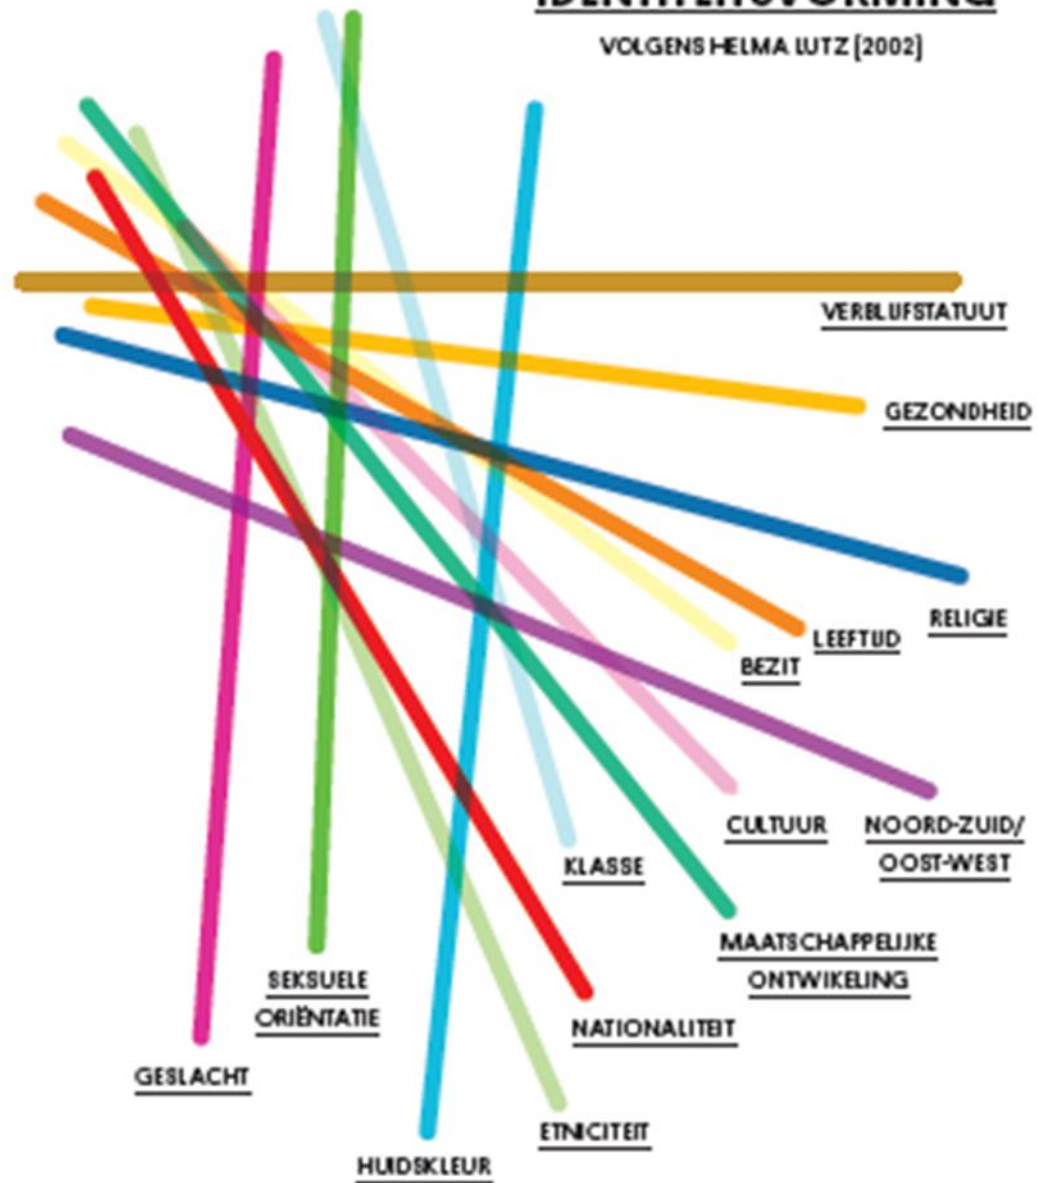 IDENTITEITSVORMING
VOLGENS HELMA LUTZ [2002]
VERBLIJFSTATUUT
GEZONDHEID
RELIGIE
LEEFTIJD
BEZIT
NOORD-ZUID/
OOST-WEST
CULTUUR
KLASSE
MAATSCHAPPELIJKE
ONTWIKELING
SEKSUELE
ORIËNTATIE
NATIONALITEIT
GESLACHT
ETNICITEIT
HUIDSKLEUR